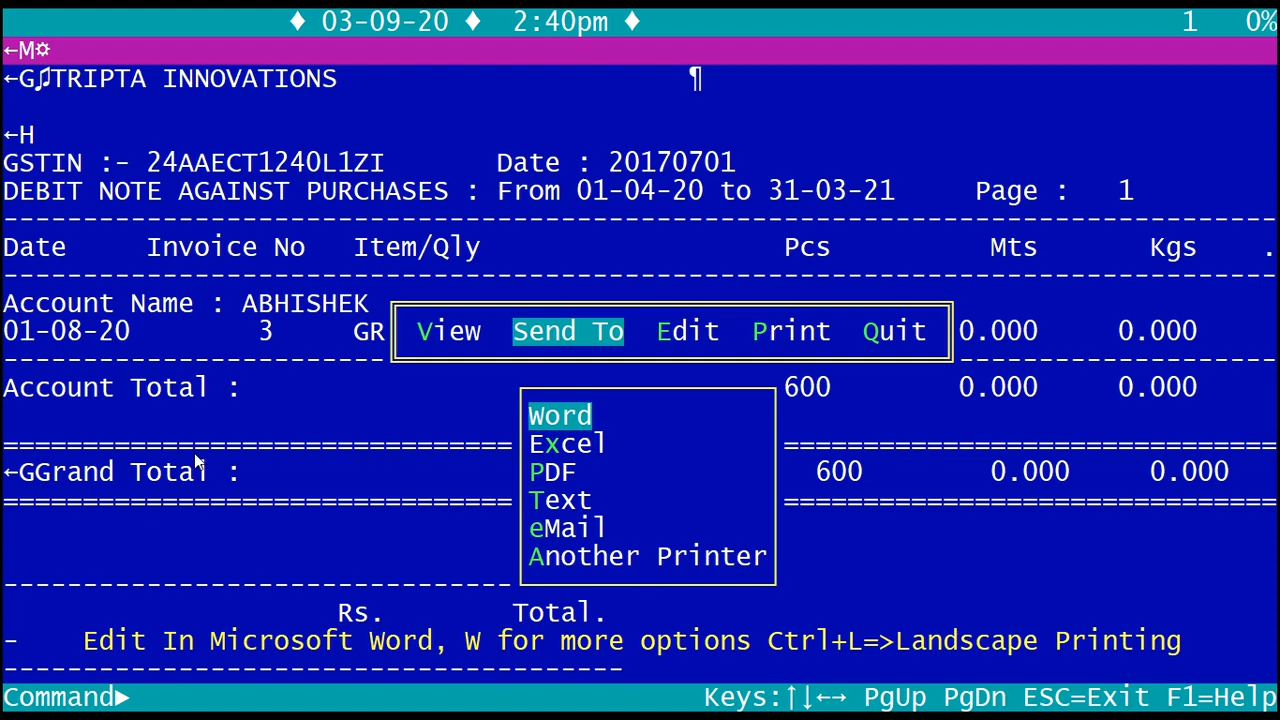 ♦ 03-09-20 ♦ 2:40pm ♦ 1 0%
←M☼
←G♫TRIPTA INNOVATIONS ¶
←H
GSTIN :- 24AAECT1240L1ZI Date : 20170701
DEBIT NOTE AGAINST PURCHASES : From 01-04-20 to 31-03-21 Page : 1
Date Invoice No Item/Qly Pcs Mts Kgs .
Account Name : ABHISHEK
01-08-20 3 GR View Send To Edit Print Quit 0.000 0.000
Account Total : 600 0.000 0.000
Word
Excel
←GGrand Total : PDF 600 0.000 0.000
Text
eMail
Another Printer
Rs. Total.
- Edit In Microsoft Word, W for more options Ctrl+L=>Landscape Printing
Command► Keys:↑↓←→ PgUp PgDn ESC=Exit F1=Help